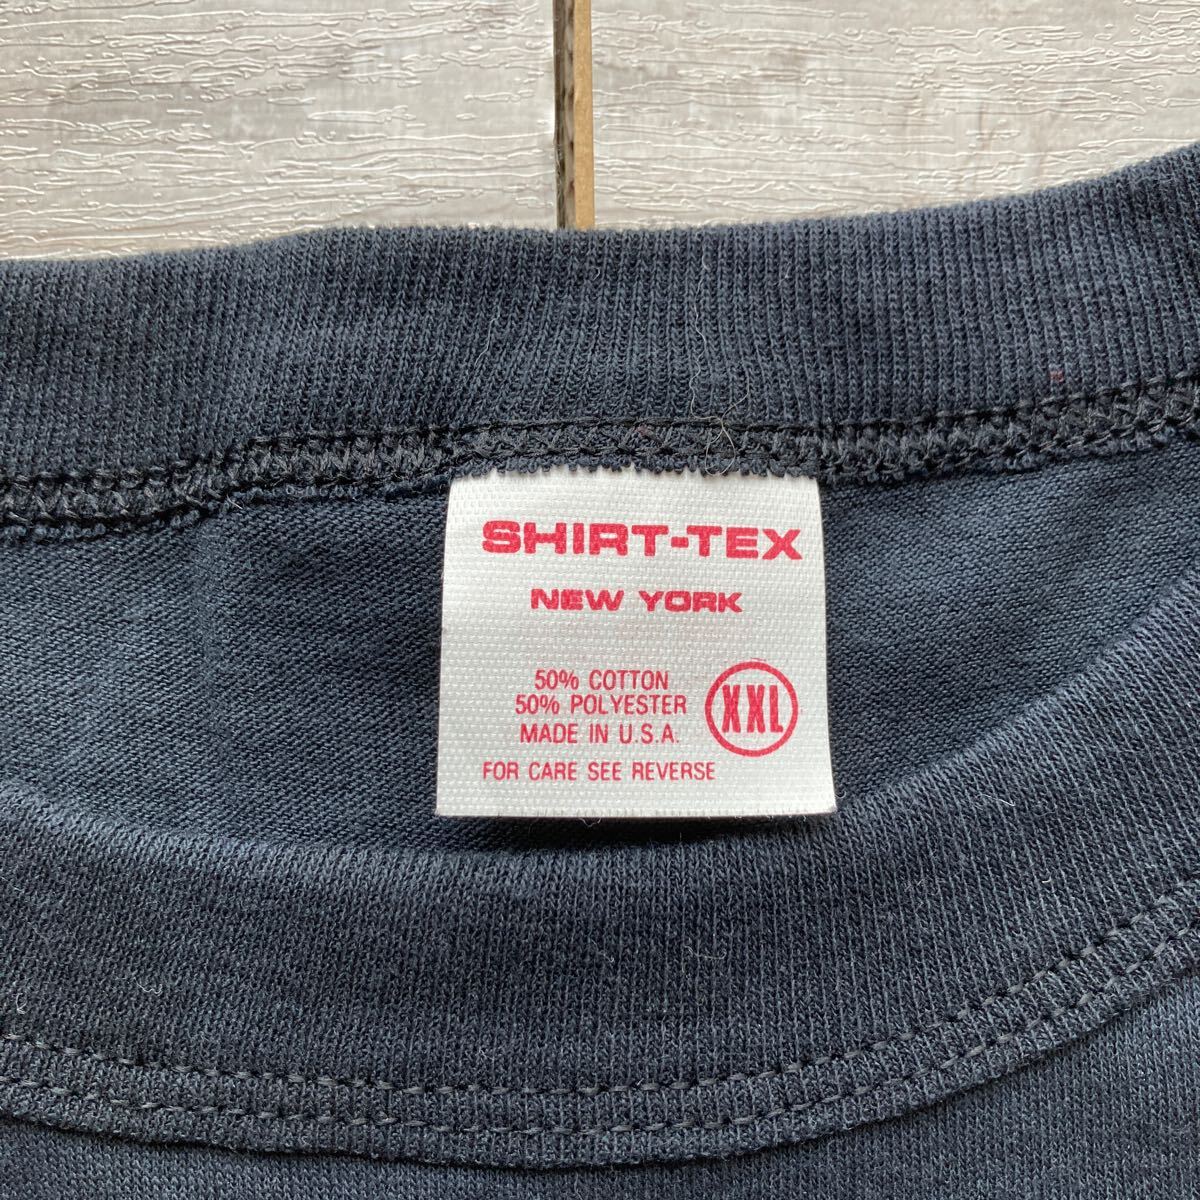 SHIRT-TEX
NEW YORK
50% COTTON
50% POLYESTER
MADE IN U.S.A.
XXL
FOR CARE SEE REVERSE